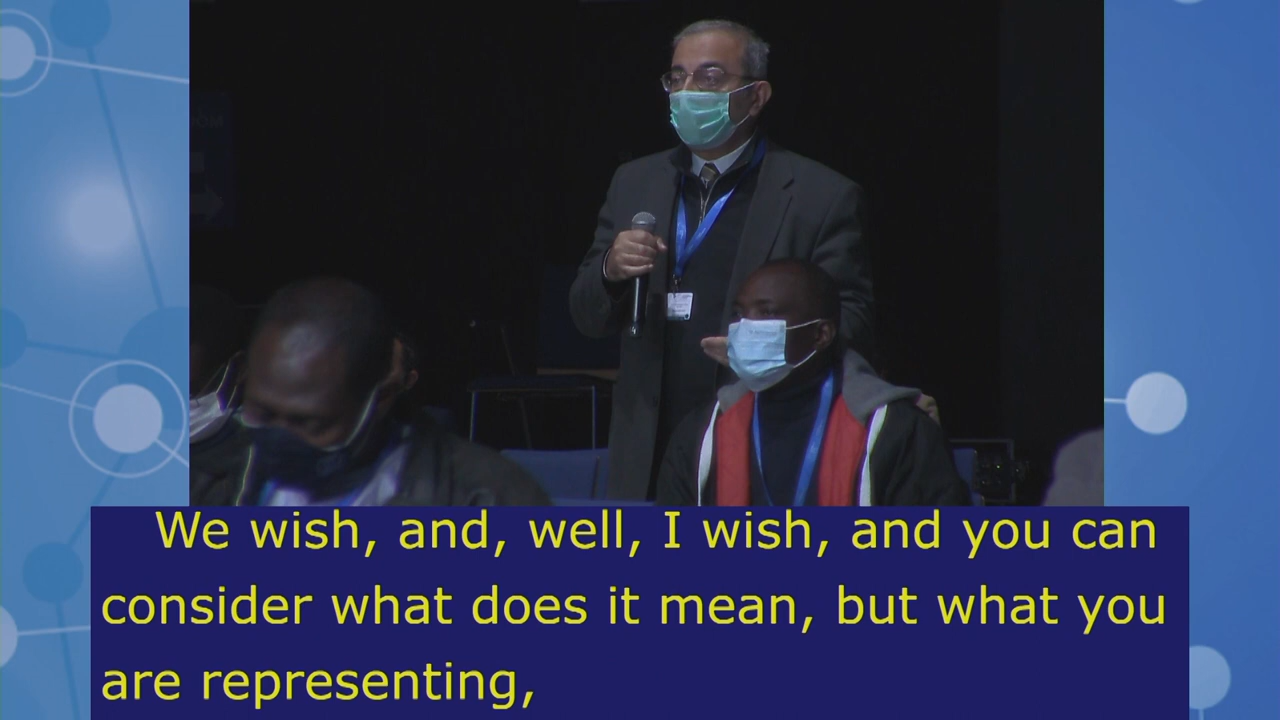 We wish, and, well, I wish, and you can
consider what does it mean, but what you
are representing,